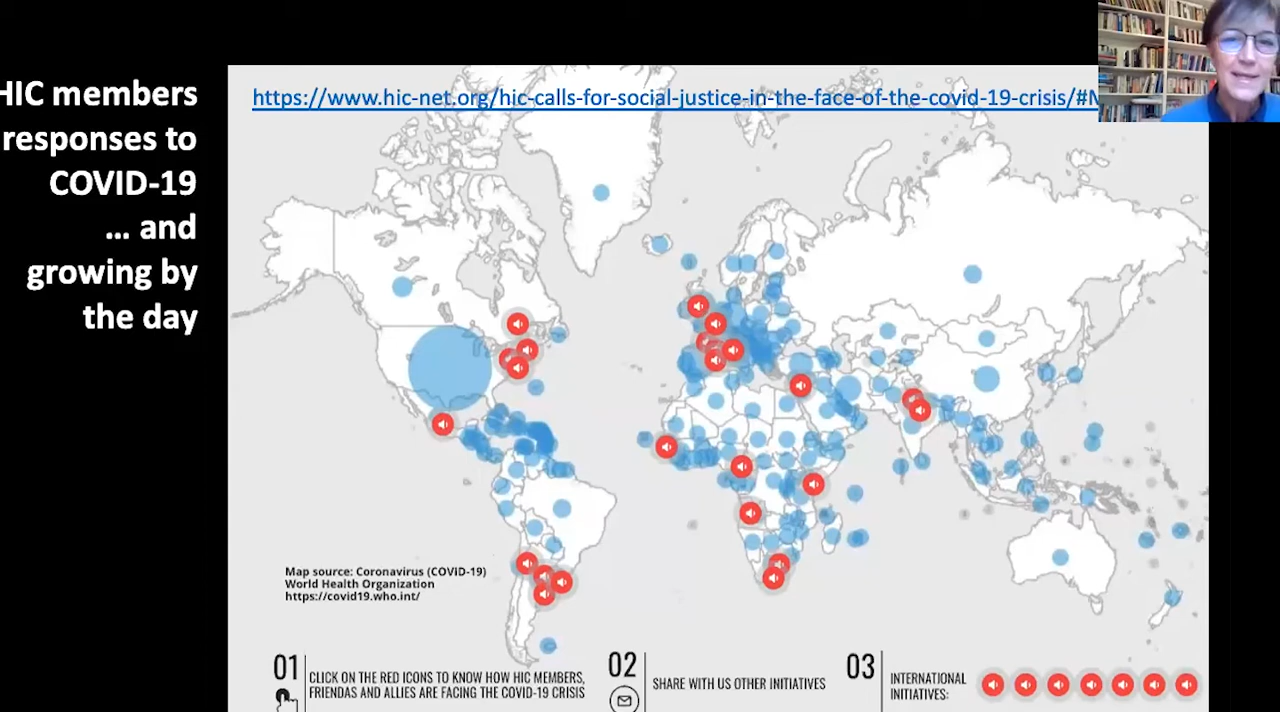 HIC members
responses to
COVID-19
... and
growing by
the day
https://www.hic-net.org/hic-calls-for-social-justice-in-the-face-of-the-covid-19-crisis/#
Map source: Coronavirus (COViD-19)
World Health Organization
https://covid19.who.int/
01
CLICK ON THE RED ICONS TO KNOW HOW HIC MEMBERS,
FRIENDAS AND ALLIES ARE FACING THE COVID-19 CRISIS
02
SHARE WITH US OTHER INITIATIVES
03
INTERNATIONAL
INITIATIVES: